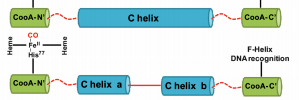 CooA-N' C helix CooA-C'
CO
Heme Fe^II Heme
His^77
F-Helix
DNA recognition
CooA-N' C helix a C helix b CooA-C'